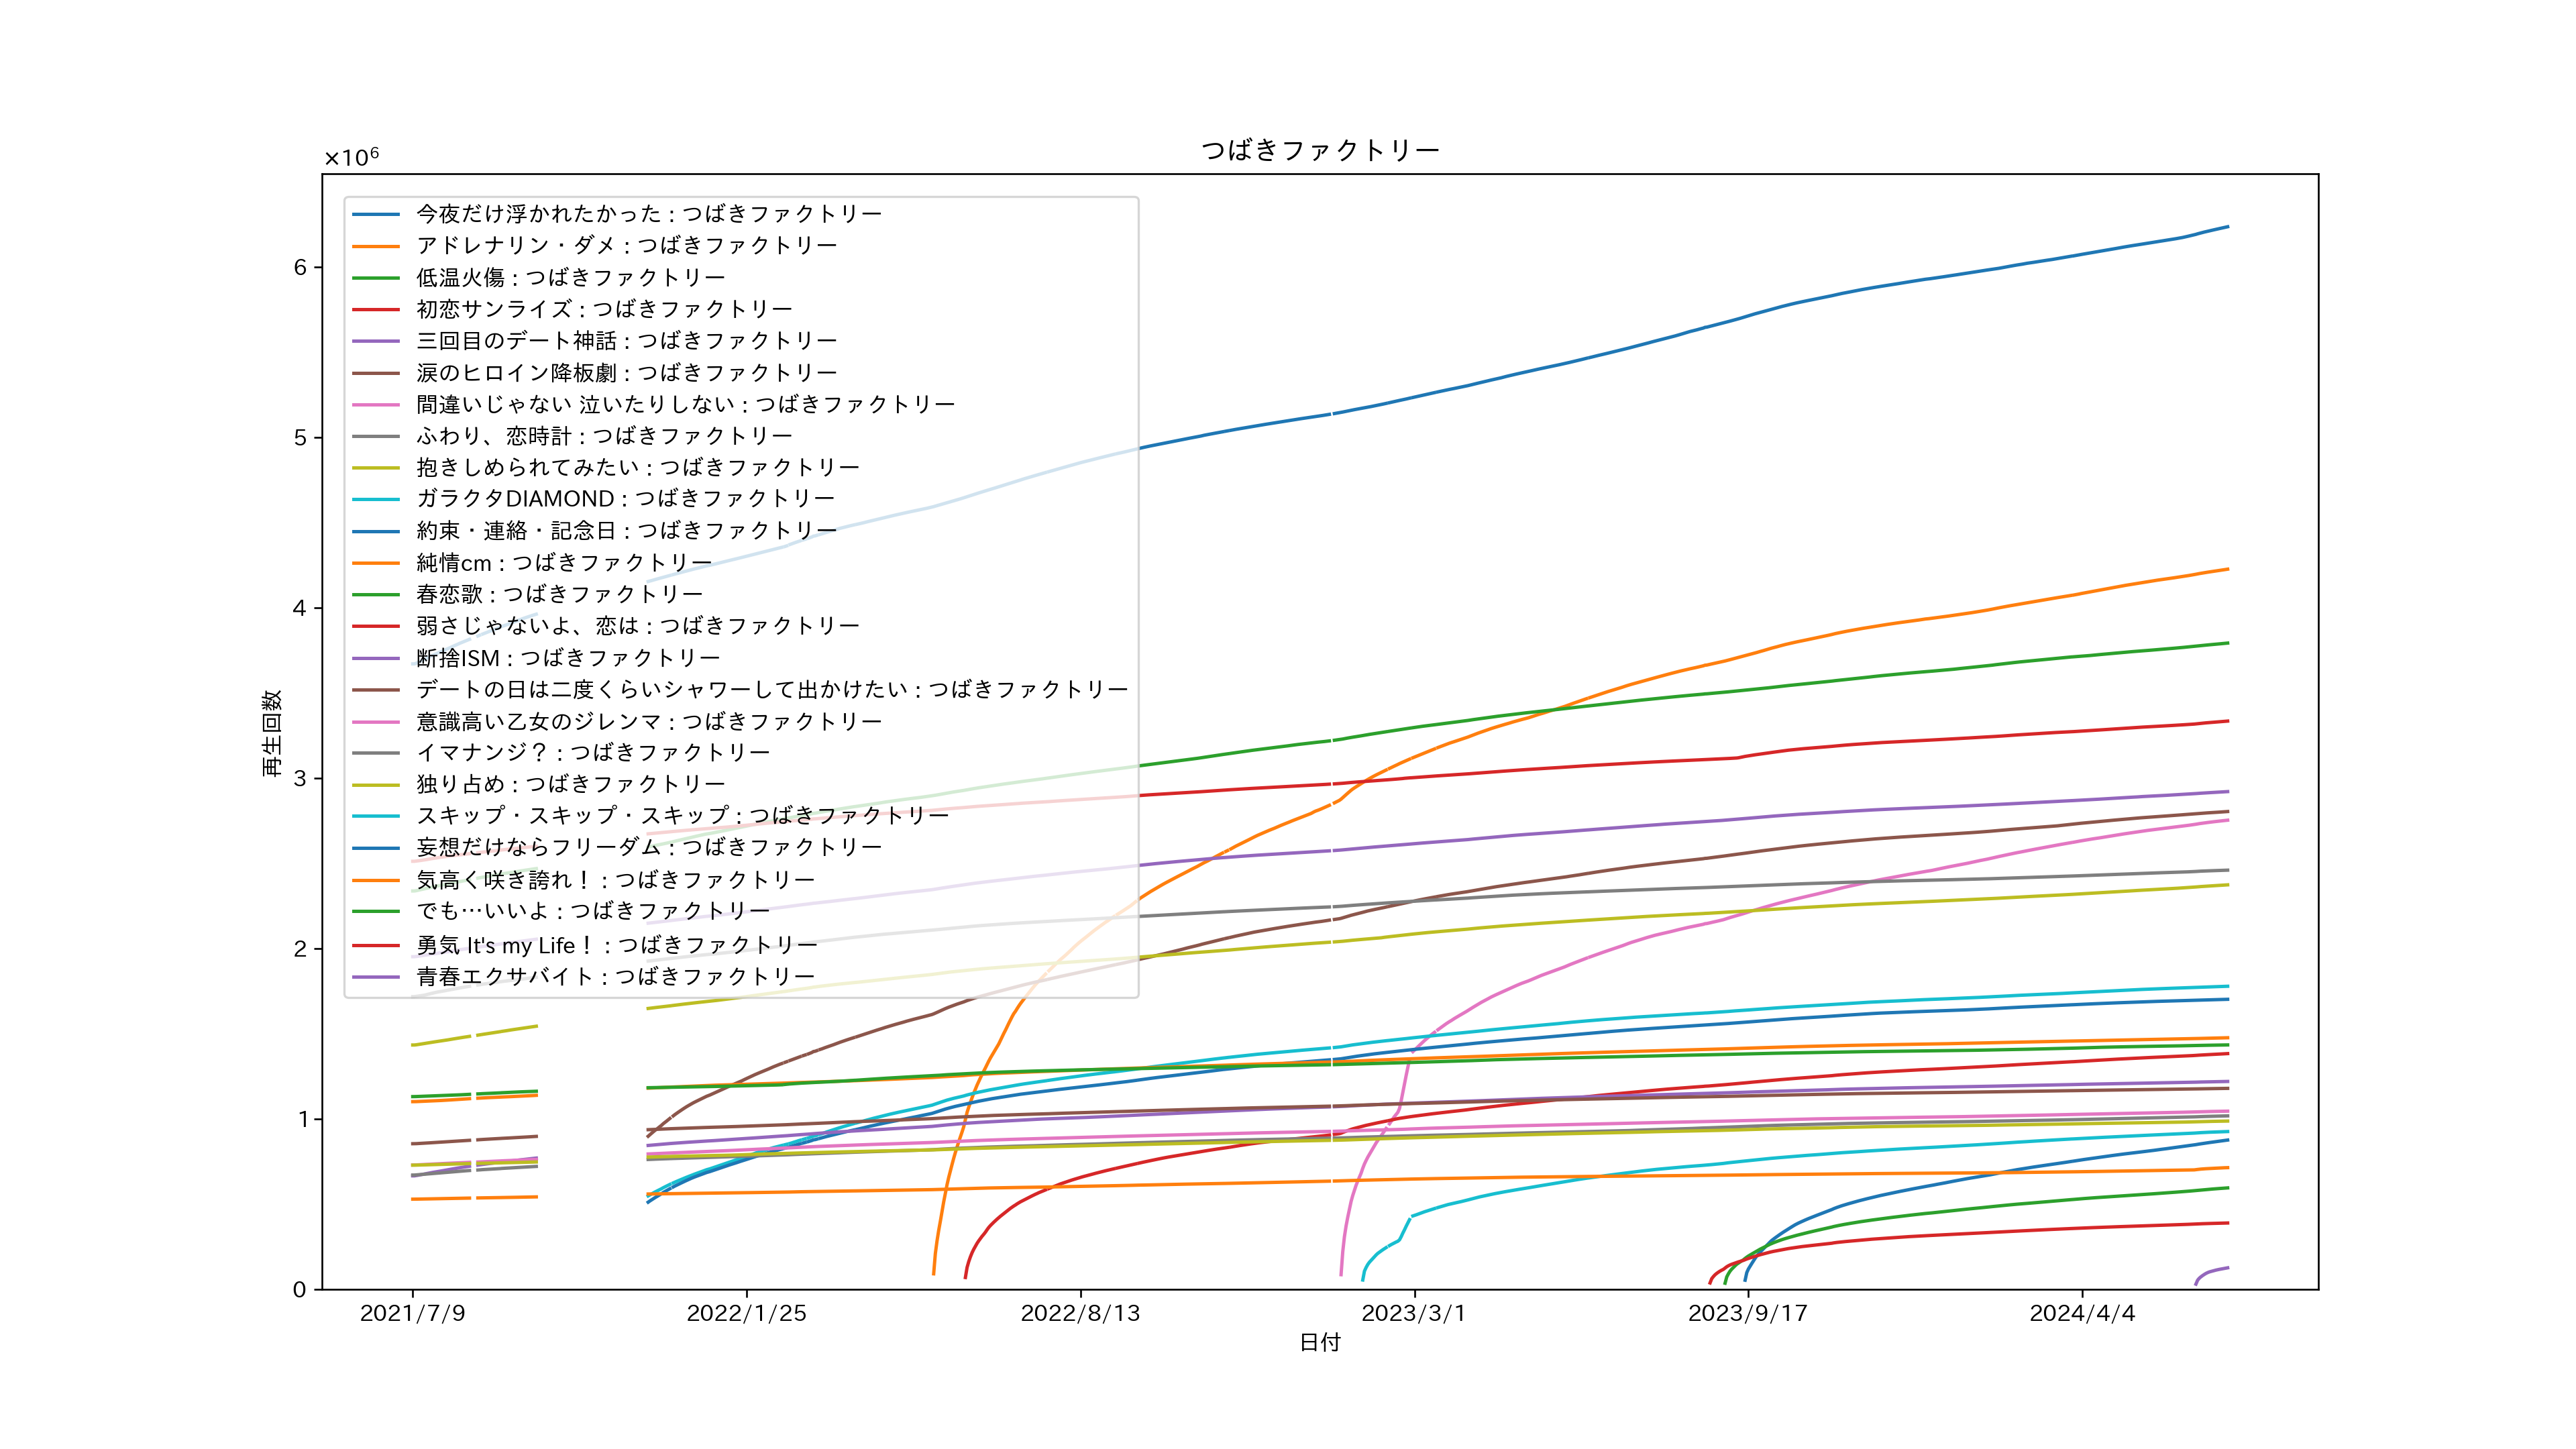 つばきファクトリー
×10⁶
今夜だけ浮かれたかった : つばきファクトリー
アドレナリン・ダメ : つばきファクトリー
低温火傷 : つばきファクトリー
初恋サンライズ : つばきファクトリー
三回目のデート神話 : つばきファクトリー
涙のヒロイン降板劇 : つばきファクトリー
間違いじゃない 泣いたりしない : つばきファクトリー
ふわり、恋時計 : つばきファクトリー
抱きしめられてみたい : つばきファクトリー
ガラクタDIAMOND : つばきファクトリー
約束・連絡・記念日 : つばきファクトリー
純情cm : つばきファクトリー
春恋歌 : つばきファクトリー
弱さじゃないよ、恋は : つばきファクトリー
断捨ISM : つばきファクトリー
デートの日は二度くらいシャワーして出かけたい : つばきファクトリー
意識高い乙女のジレンマ : つばきファクトリー
イマナンジ？ : つばきファクトリー
独り占め : つばきファクトリー
スキップ・スキップ・スキップ : つばきファクトリー
妄想だけならフリーダム : つばきファクトリー
気高く咲き誇れ！ : つばきファクトリー
でも…いいよ : つばきファクトリー
勇気 It's my Life！ : つばきファクトリー
青春エクサバイト : つばきファクトリー
再生回数
6
5
4
3
2
1
0
2021/7/9
2022/1/25
2022/8/13
2023/3/1
2023/9/17
2024/4/4
日付